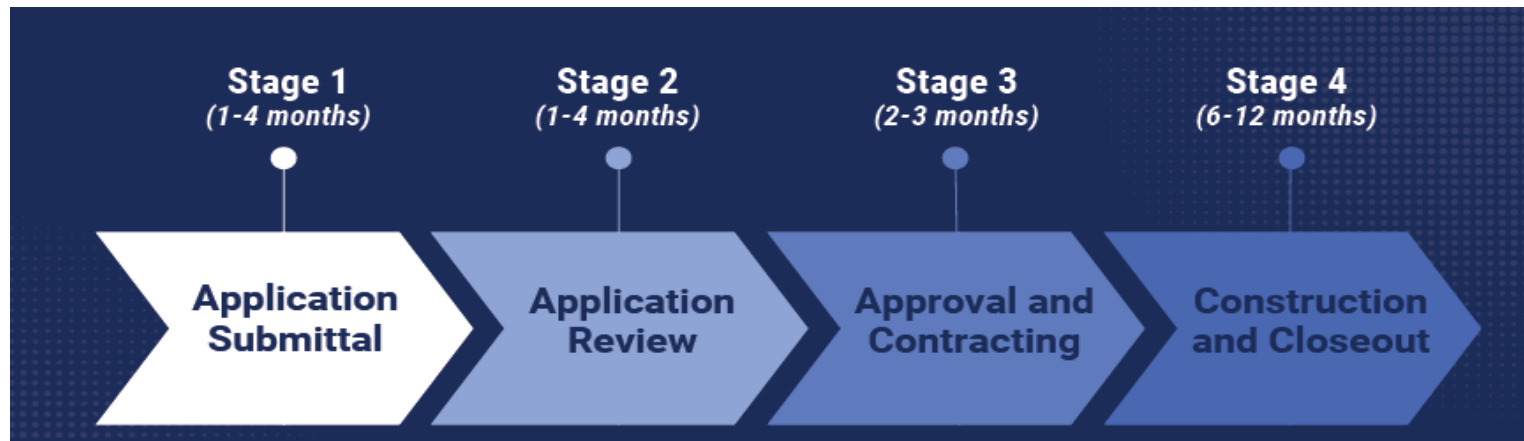 Stage 1
(1-4 months)
Stage 2
(1-4 months)
Stage 3
(2-3 months)
Stage 4
(6-12 months)
Application
Submittal
Application
Review
Approval and
Contracting
Construction
and Closeout